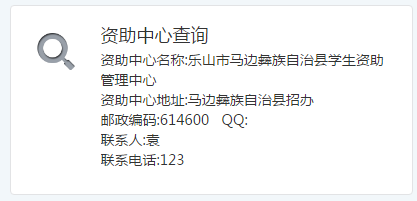 资助中心查询
资助中心名称:乐山市马边彝族自治县学生资助
管理中心
资助中心地址:马边彝族自治县招办
邮政编码:614600 QQ:
联系人:袁
联系电话:123